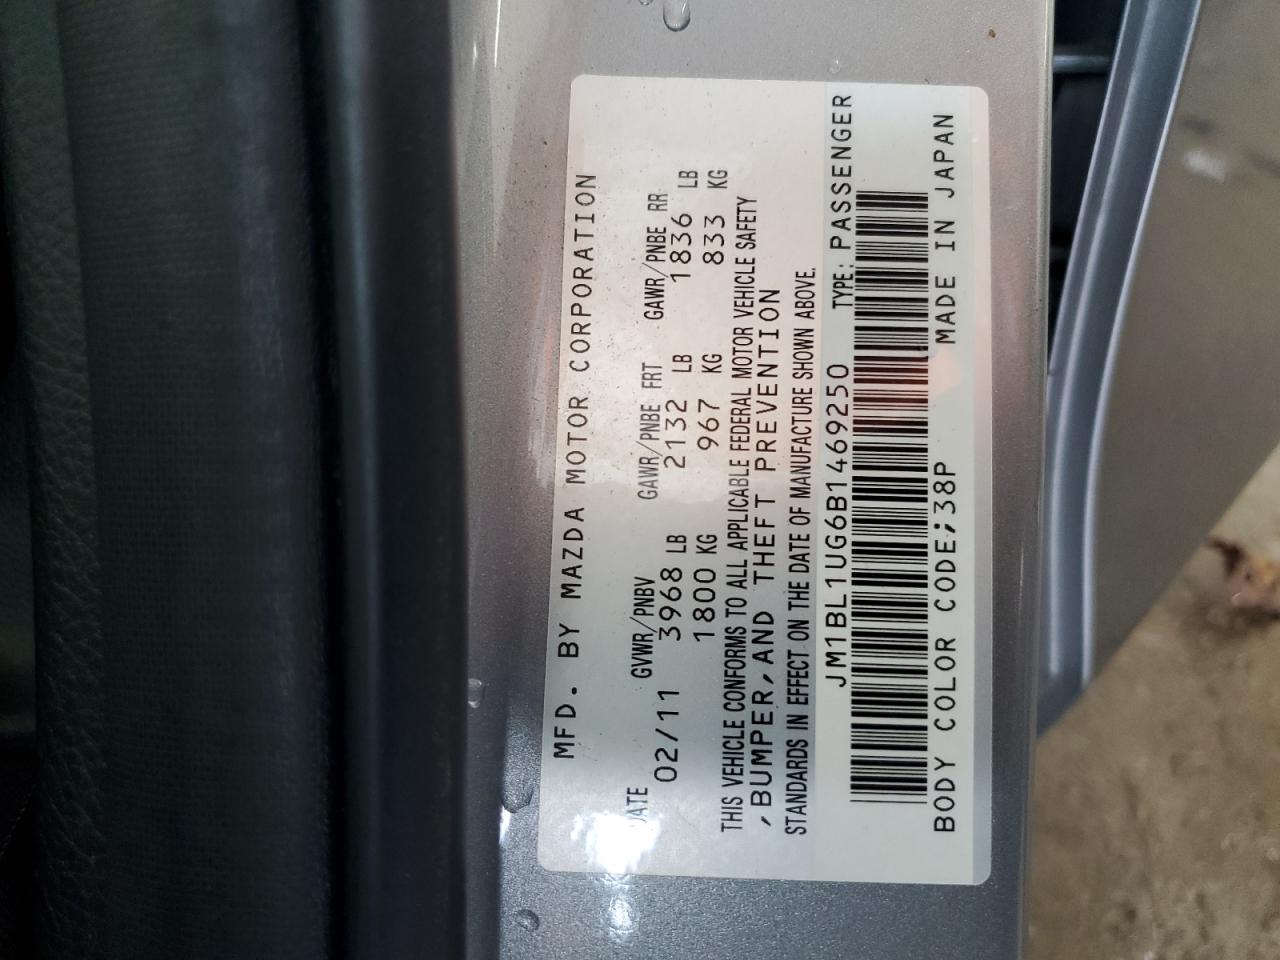 MFD. BY MAZDA MOTOR CORPORATION
DATE GVWR/PNBV GAWR/PNBE FRT GAWR/PNBE RR
02/11 3968 LB 2132 LB 1836 LB
1800 KG 967 KG 833 KG
THIS VEHICLE CONFORMS TO ALL APPLICABLE FEDERAL MOTOR VEHICLE SAFETY
,BUMPER,AND THEFT PREVENTION
STANDARDS IN EFFECT ON THE DATE OF MANUFACTURE SHOWN ABOVE.
JM1BL1UG6B1469250 TYPE: PASSENGER
BODY COLOR CODE;38P MADE IN JAPAN